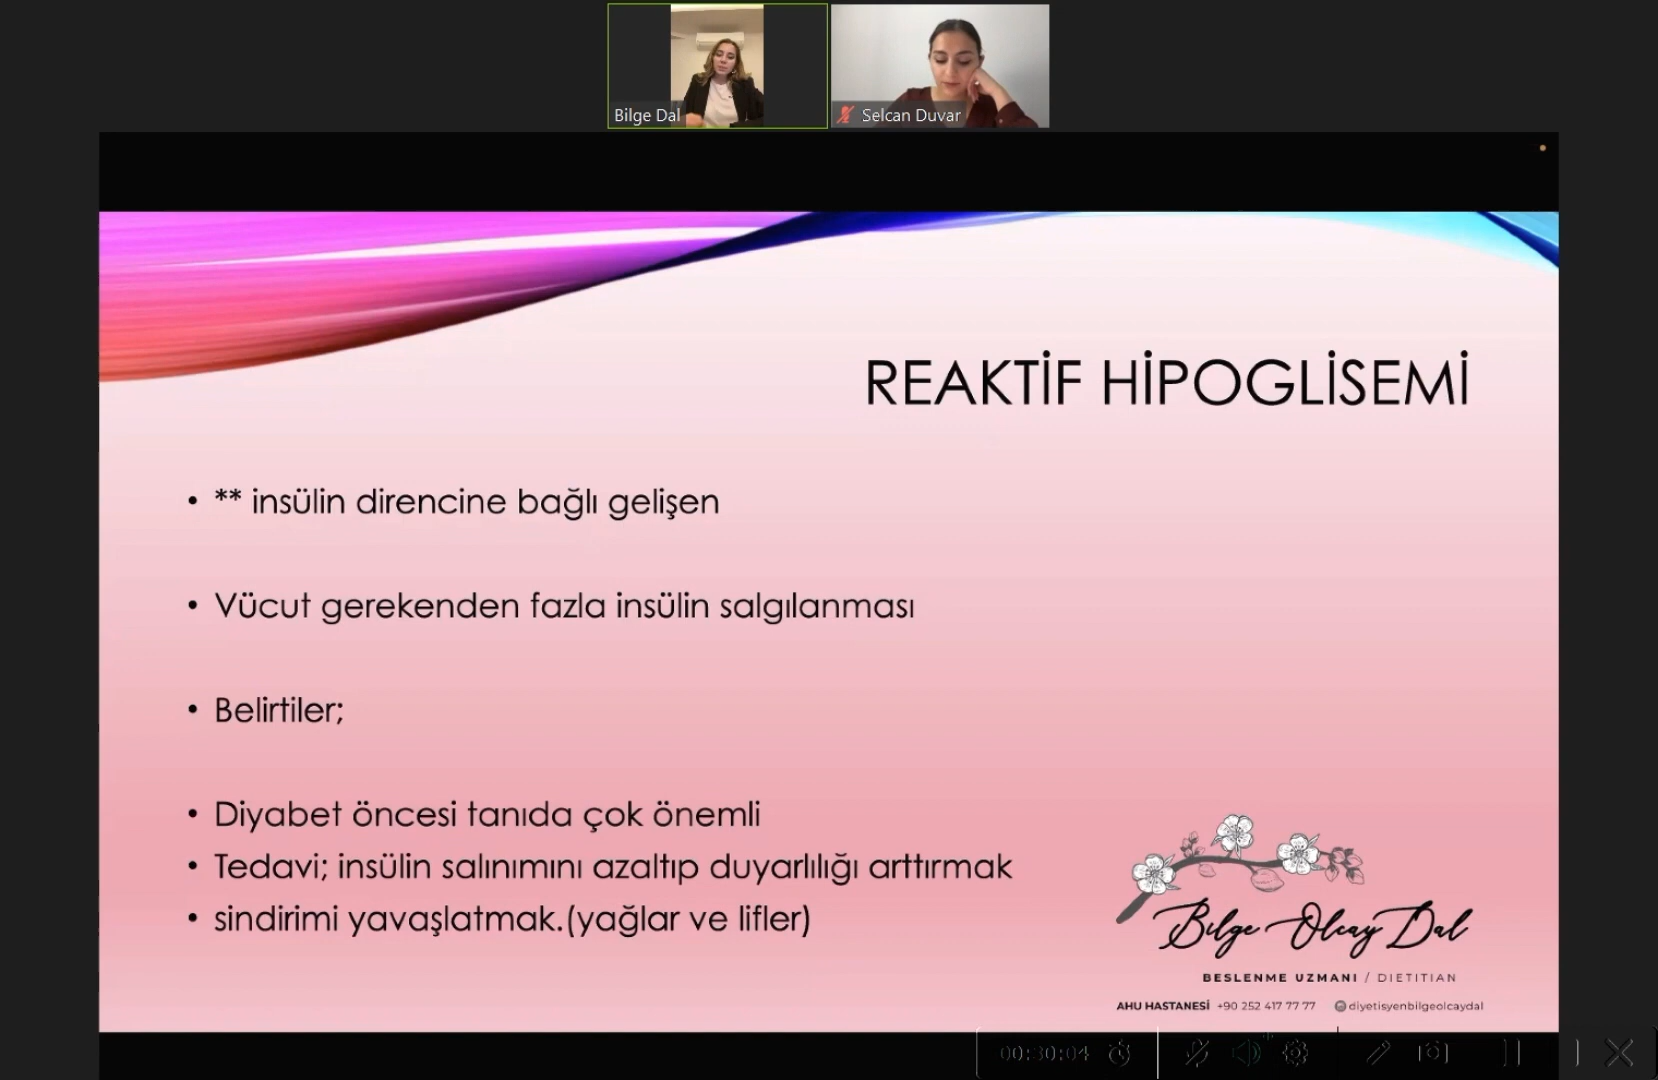 Bilge Dal
Selcan Duvar
REAKTİF HİPOGLİSEMİ
• ** insülin direncine bağlı gelişen
• Vücut gerekenden fazla insülin salgılanması
• Belirtiler;
• Diyabet öncesi tanıda çok önemli
• Tedavi; insülin salınımını azaltıp duyarlılığı arttırmak
• sindirimi yavaşlatmak.(yağlar ve lifler)
Bilge Olcay Dal
BESLENME UZMANI / DIETITIAN
AHU HASTANESİ +90 252 417 77 77 diyetisyenbilgeolcaydal
00:30:04